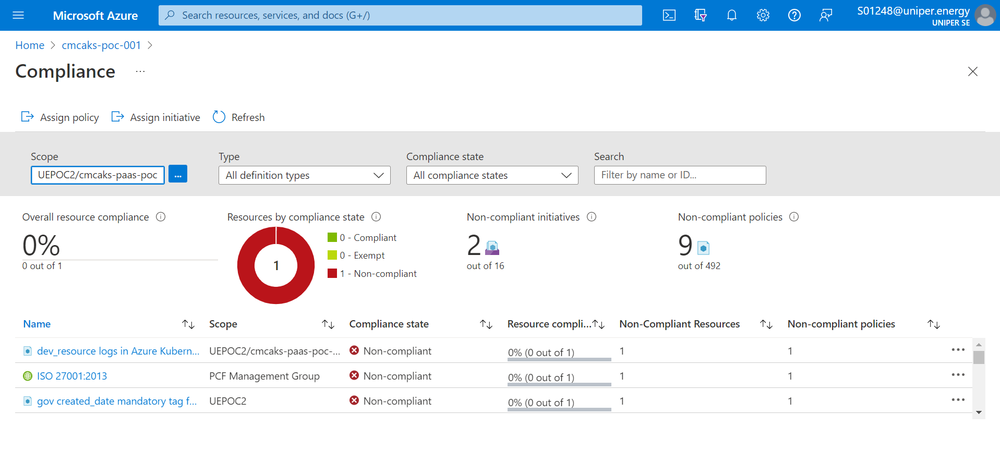 Microsoft Azure
Search resources, services, and docs (G+/)
S01248@uniper.energy
UNIPER SE
Home > cmcaks-poc-001 >
Compliance ...
Assign policy Assign initiative Refresh
Scope Type Compliance state Search
UEPOC2/cmcaks-paas-poc ... All definition types All compliance states Filter by name or ID...
Overall resource compliance Resources by compliance state Non-compliant initiatives Non-compliant policies
0%
0 out of 1
1
0 - Compliant
0 - Exempt
1 - Non-compliant
2
out of 16
9
out of 492
Name Scope Compliance state Resource compli... Non-Compliant Resources Non-compliant policies
dev_resource logs in Azure Kubern... UEPOC2/cmcaks-paas-poc-... Non-compliant 0% (0 out of 1) 1 1 ...
ISO 27001:2013 PCF Management Group Non-compliant 0% (0 out of 1) 1 1 ...
gov created_date mandatory tag f... UEPOC2 Non-compliant 0% (0 out of 1) 1 1 ...